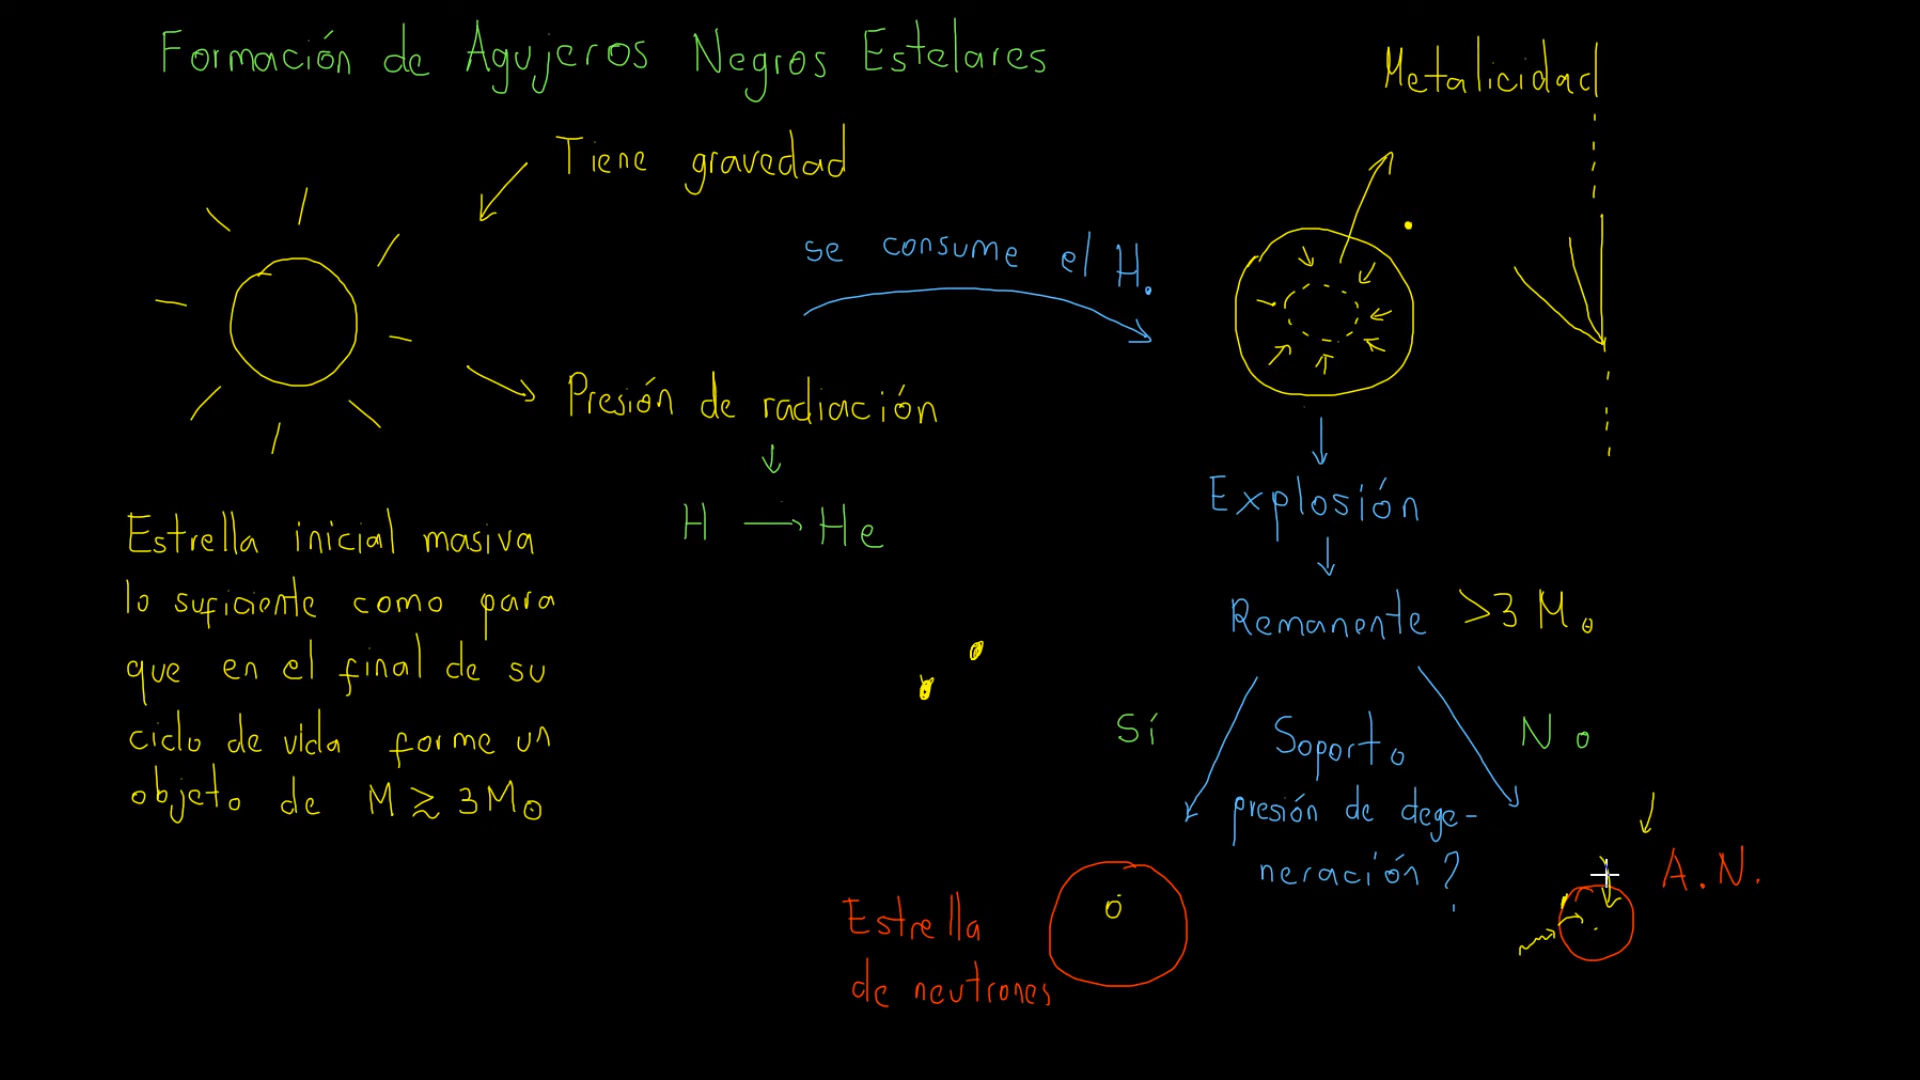 Formación de Agujeros Negros Estelares
Metalicidad
Tiene gravedad
se consume el H.
Presión de radiación
H → He
Estrella inicial masiva
lo suficiente como para
que en el final de su
ciclo de vida forme un
objeto de M ≳ 3M⊙
Explosión
Remanente >3 M⊙
Sí
Soporta
presión de dege-
neración?
No
Estrella
de neutrones
A.N.